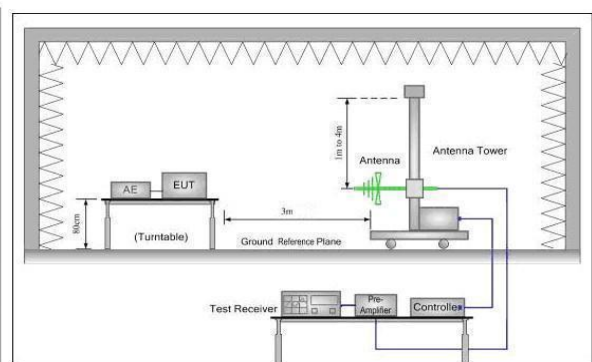 1m to 4m
Antenna
Antenna Tower
AE
EUT
80cm
3m
(Turntable)
Ground Reference Plane
Test Receiver
Pre-
Amplifier
Controller